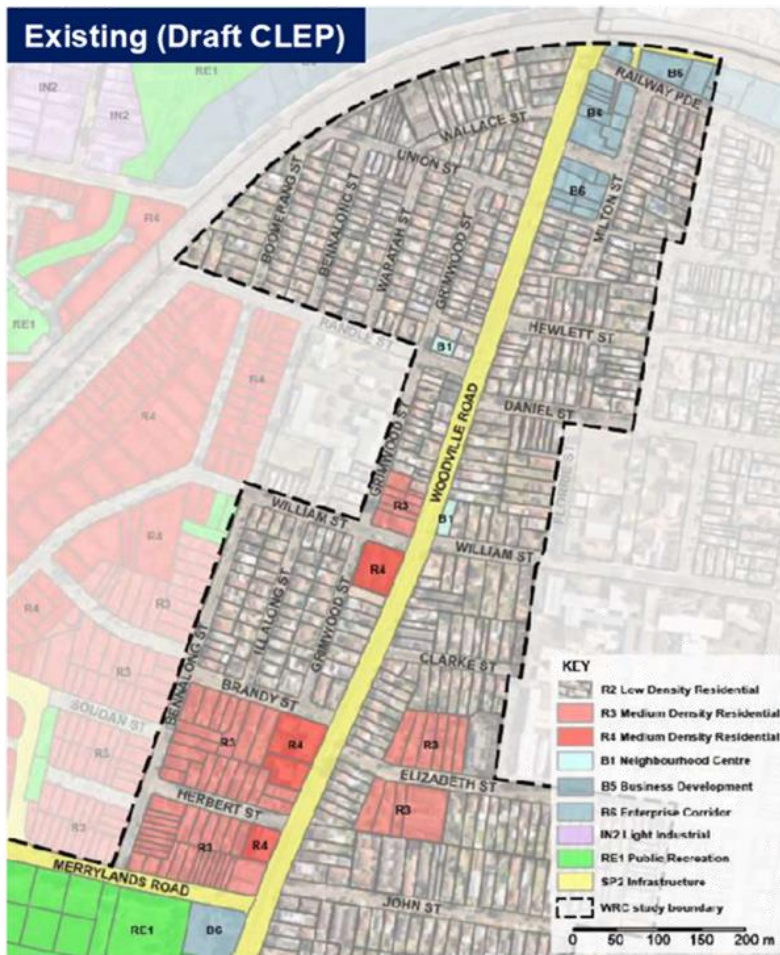 Existing (Draft CLEP)
RE1
IN2
IN2
B6
RAILWAY PDE
B6
WALLACE ST
UNION ST
B6
MILTON ST
R4
BOOMERANG ST
BENNALONG ST
WARATAH ST
GRIMWOOD ST
RE1
RANDLE ST
HEWLETT ST
B1
R4
R4
DANIEL ST
GRIMWOOD ST
WOODVILLE ROAD
R3
B1
WILLIAM ST
WILLIAM ST
R4
R4
R3
R4
ILLALONG ST
GRIMWOOD ST
BENNALONG ST
CLARKE ST
R3
BRANDY ST
SOUDAN ST
R3
R4
R3
R3
ELIZABETH ST
HERBERT ST
R3
R3
R3
R4
MERRYLANDS ROAD
JOHN ST
RE1
B6
KEY
R2 Low Density Residential
R3 Medium Density Residential
R4 Medium Density Residential
B1 Neighbourhood Centre
B5 Business Development
B6 Enterprise Corridor
IN2 Light Industrial
RE1 Public Recreation
SP2 Infrastructure
WRC study boundary
0 50 100 150 200 m